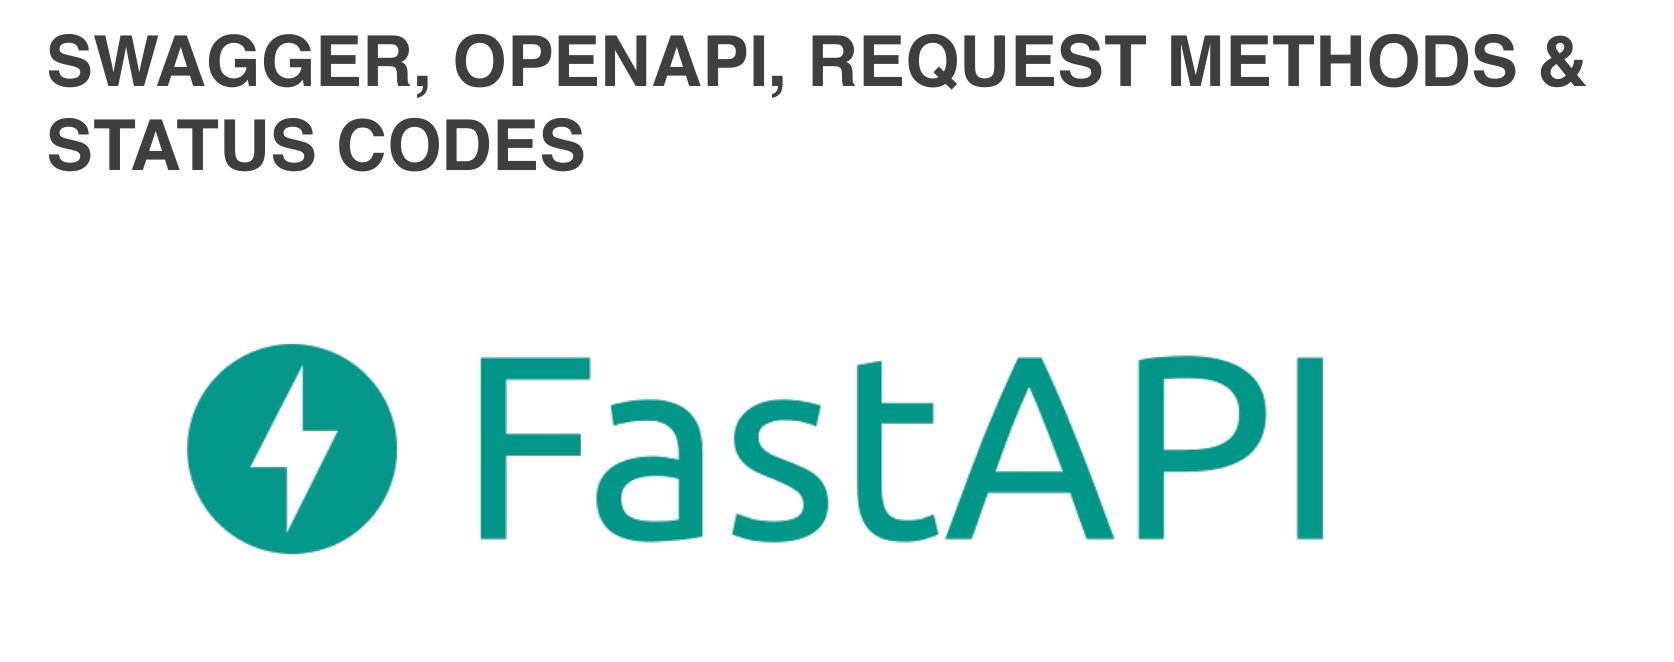 SWAGGER, OPENAPI, REQUEST METHODS &
STATUS CODES
FastAPI